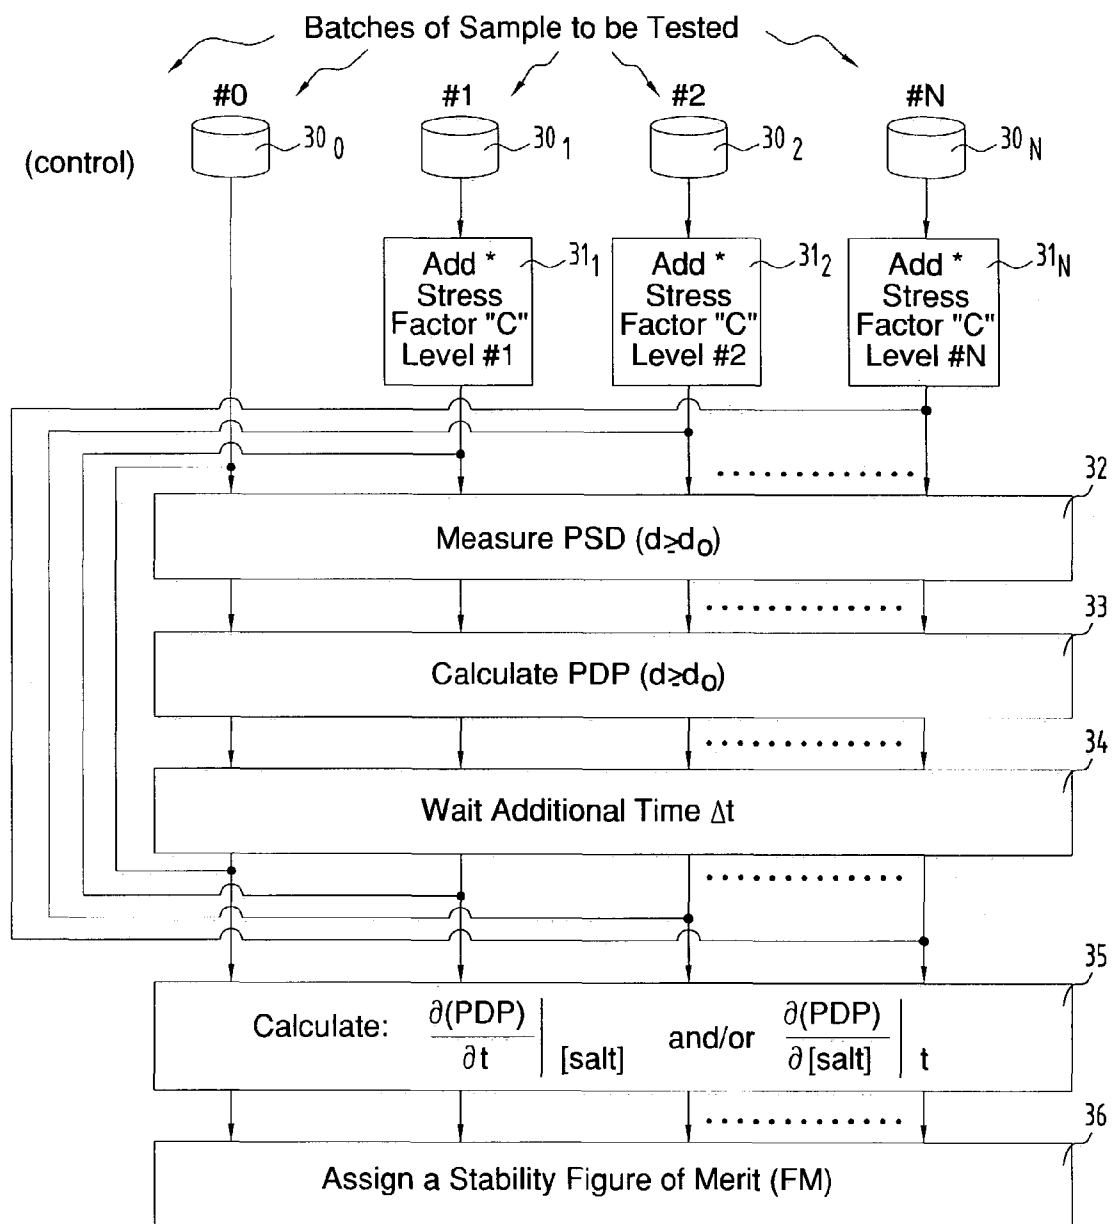 Batches of Sample to be Tested
#0 #1 #2 #N
(control) 30 0 30 1 30 2 30 N
Add * Stress Factor "C" Level #1
31 1
Add * Stress Factor "C" Level #2
31 2
Add * Stress Factor "C" Level #N
31 N
32
Measure PSD (d≥do)
33
Calculate PDP (d≥do)
34
Wait Additional Time Δt
35
Calculate: ∂(PDP)/∂t | [salt] and/or ∂(PDP)/∂[salt] | t
36
Assign a Stability Figure of Merit (FM)